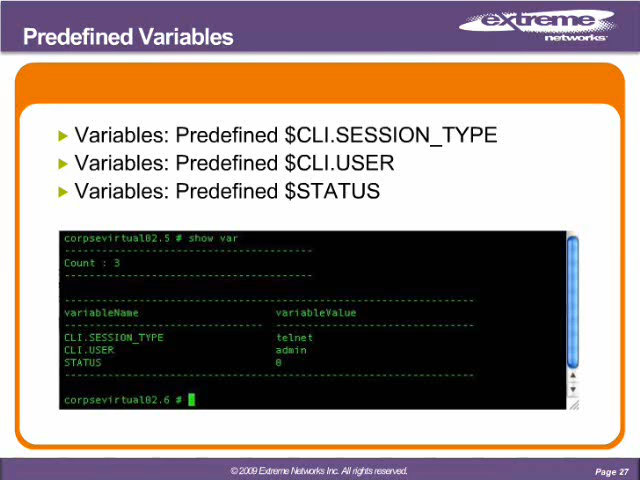 Predefined Variables
extreme
networks
Variables: Predefined $CLI.SESSION_TYPE
Variables: Predefined $CLI.USER
Variables: Predefined $STATUS
corpsevirtual02.5 # show var
----------------------------------------
Count : 3
----------------------------------------
------------------------------------------------------------------
variableName variableValue
-------------------------------- --------------------------------
CLI.SESSION_TYPE telnet
CLI.USER admin
STATUS 0
------------------------------------------------------------------
corpsevirtual02.6 #
© 2009 Extreme Networks Inc. All rights reserved.
Page 27